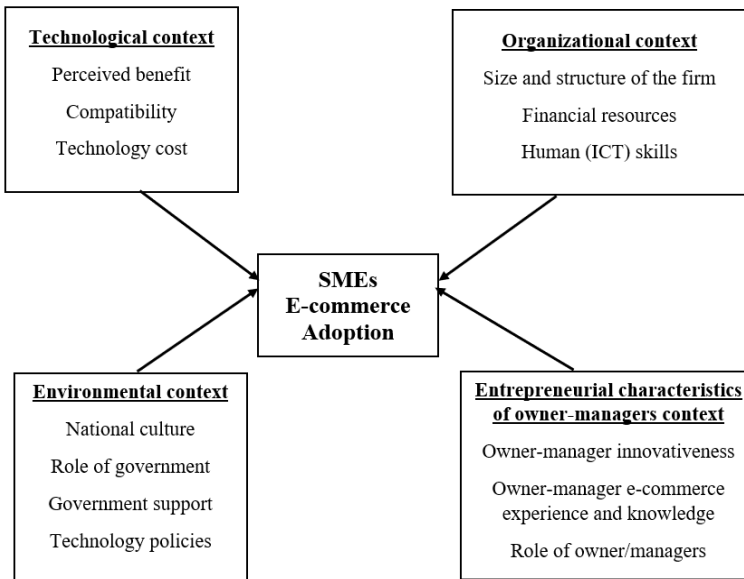 Technological context
Perceived benefit
Compatibility
Technology cost
Organizational context
Size and structure of the firm
Financial resources
Human (ICT) skills
SMEs
E-commerce
Adoption
Environmental context
National culture
Role of government
Government support
Technology policies
Entrepreneurial characteristics
of owner-managers context
Owner-manager innovativeness
Owner-manager e-commerce
experience and knowledge
Role of owner/managers